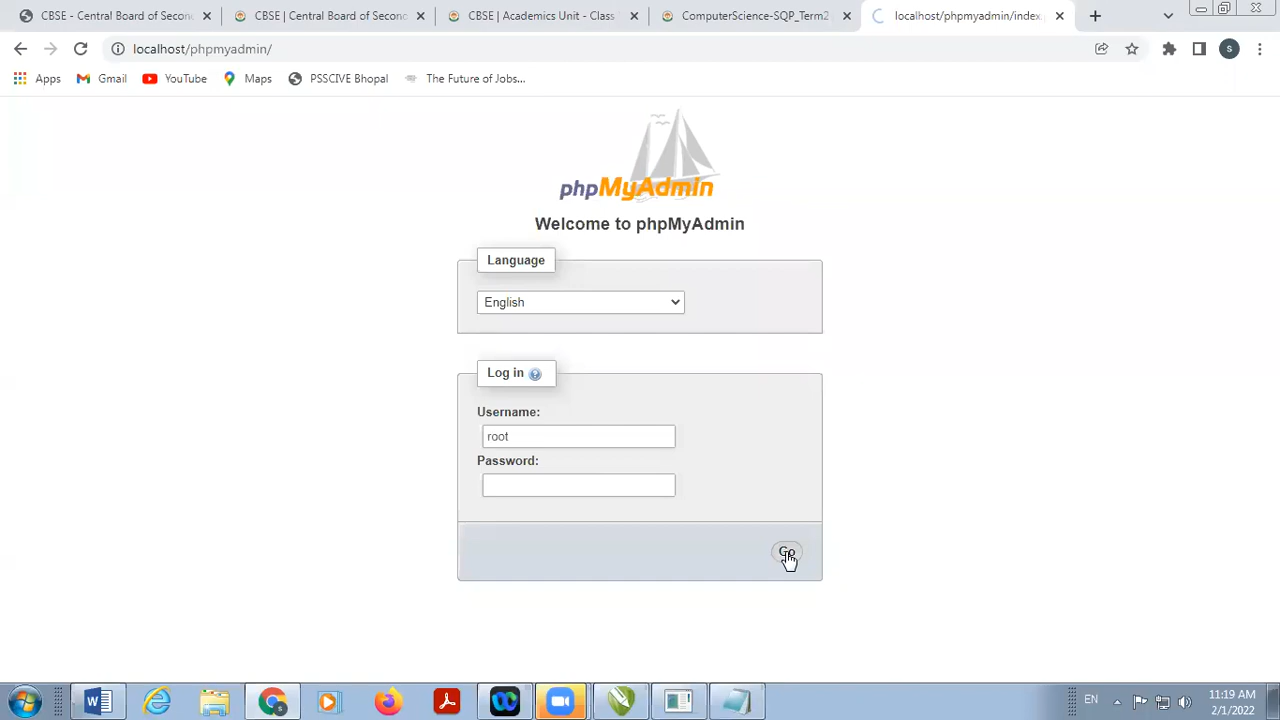 CBSE - Central Board of Second
CBSE | Central Board of Second
CBSE | Academics Unit - Class
ComputerScience-SQP_Term2
localhost/phpmyadmin/index.
localhost/phpmyadmin/
S
Apps
Gmail
YouTube
Maps
PSSCIVE Bhopal
The Future of Jobs...
phpMyAdmin
Welcome to phpMyAdmin
Language
English
Log in
Username:
root
Password:
Go
EN
11:19 AM
2/1/2022